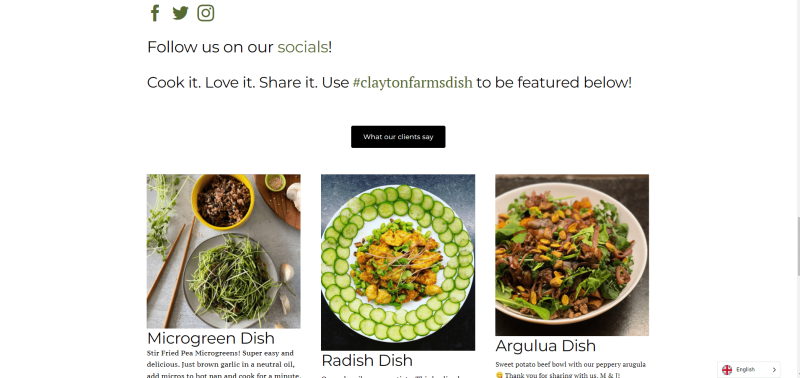 Follow us on our socials!
Cook it. Love it. Share it. Use #claytonfarmsdish to be featured below!
What our clients say
Microgreen Dish
Stir Fried Pea Microgreens! Super easy and
delicious. Just brown garlic in a neutral oil,
add micros to hot pan and cook for a minute.
Radish Dish
Argulua Dish
Sweet potato beef bowl with our peppery arugula
😋 Thank you for sharing with us, M & J!
English